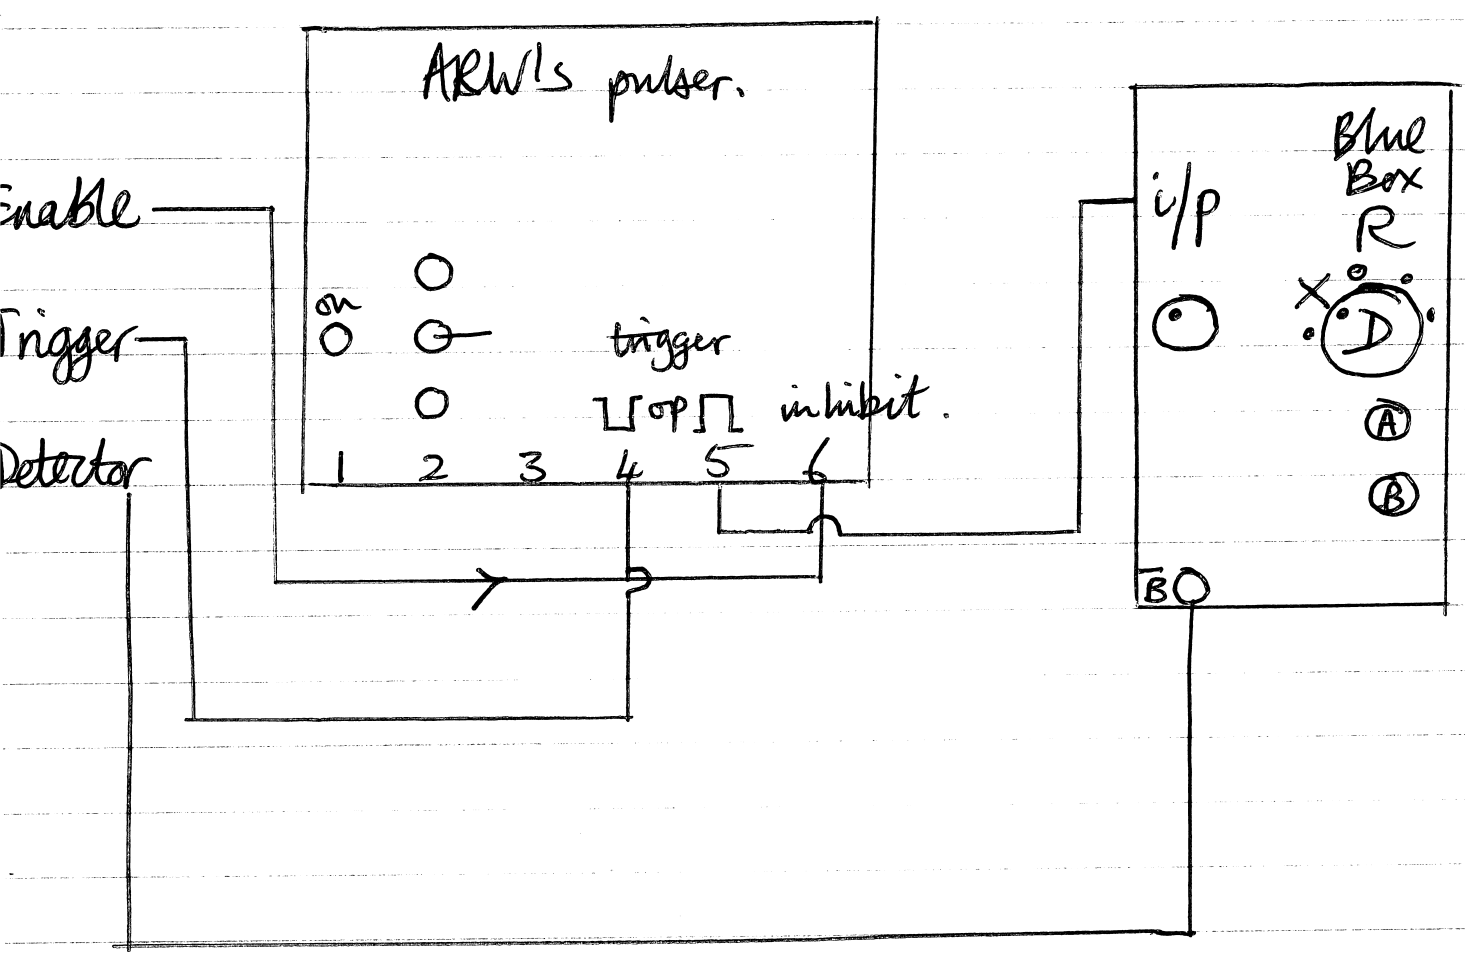 ARW's pulser.
Blue
Box
Enable
i/p
R
on
X
Trigger
trigger
D
op inhibit.
A
Detector
1 2 3 4 5 6
B
B̅